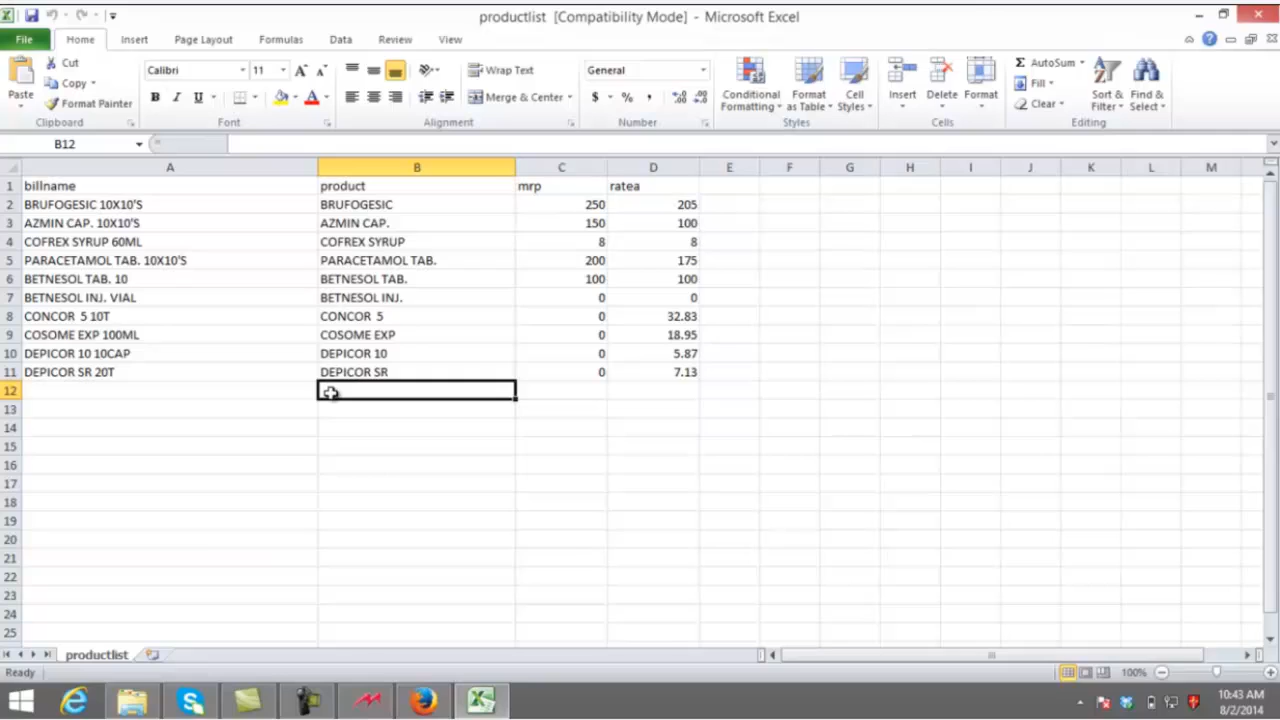 productlist [Compatibility Mode] - Microsoft Excel
File Home Insert Page Layout Formulas Data Review View
Paste
Cut
Copy
Format Painter
Clipboard
Calibri 11
B I U A
Font
Wrap Text
Merge & Center
Alignment
General
$ % ,
Number
Conditional Formatting
Format as Table
Cell Styles
Styles
Insert Delete Format
Cells
Σ AutoSum
Fill
Clear
Sort & Filter
Find & Select
Editing
B12
A B C D E F G H I J K L M
1 billname product mrp ratea
2 BRUFOGESIC 10X10'S BRUFOGESIC 250 205
3 AZMIN CAP. 10X10'S AZMIN CAP. 150 100
4 COFREX SYRUP 60ML COFREX SYRUP 8 8
5 PARACETAMOL TAB. 10X10'S PARACETAMOL TAB. 200 175
6 BETNESOL TAB. 10 BETNESOL TAB. 100 100
7 BETNESOL INJ. VIAL BETNESOL INJ. 0 0
8 CONCOR 5 10T CONCOR 5 0 32.83
9 COSOME EXP 100ML COSOME EXP 0 18.95
10 DEPICOR 10 10CAP DEPICOR 10 0 5.87
11 DEPICOR SR 20T DEPICOR SR 0 7.13
12
13
14
15
16
17
18
19
20
21
22
23
24
25
productlist
Ready 100%
10:43 AM
8/2/2014